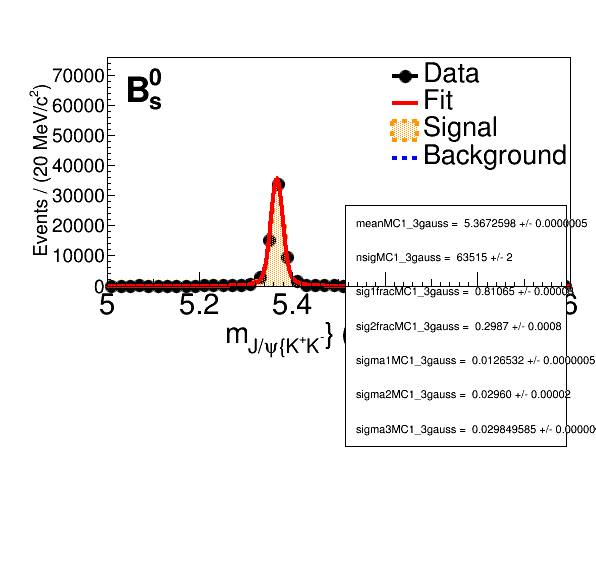 B⁰ₛ
Data
Fit
Signal
Background
Events / (20 MeV/c²)
70000
60000
50000
40000
30000
20000
10000
0
5
5.2
5.4
6
m_J/ψ{K⁺K⁻} (
meanMC1_3gauss = 5.3672598 +/- 0.0000005
nsigMC1_3gauss = 63515 +/- 2
sig1fracMC1_3gauss = 0.81065 +/-
sig2fracMC1_3gauss = 0.2987 +/- 0.0008
sigma1MC1_3gauss = 0.0126532 +/- 0.0000005
sigma2MC1_3gauss = 0.02960 +/- 0.00002
sigma3MC1_3gauss = 0.029849585 +/- 0.00000